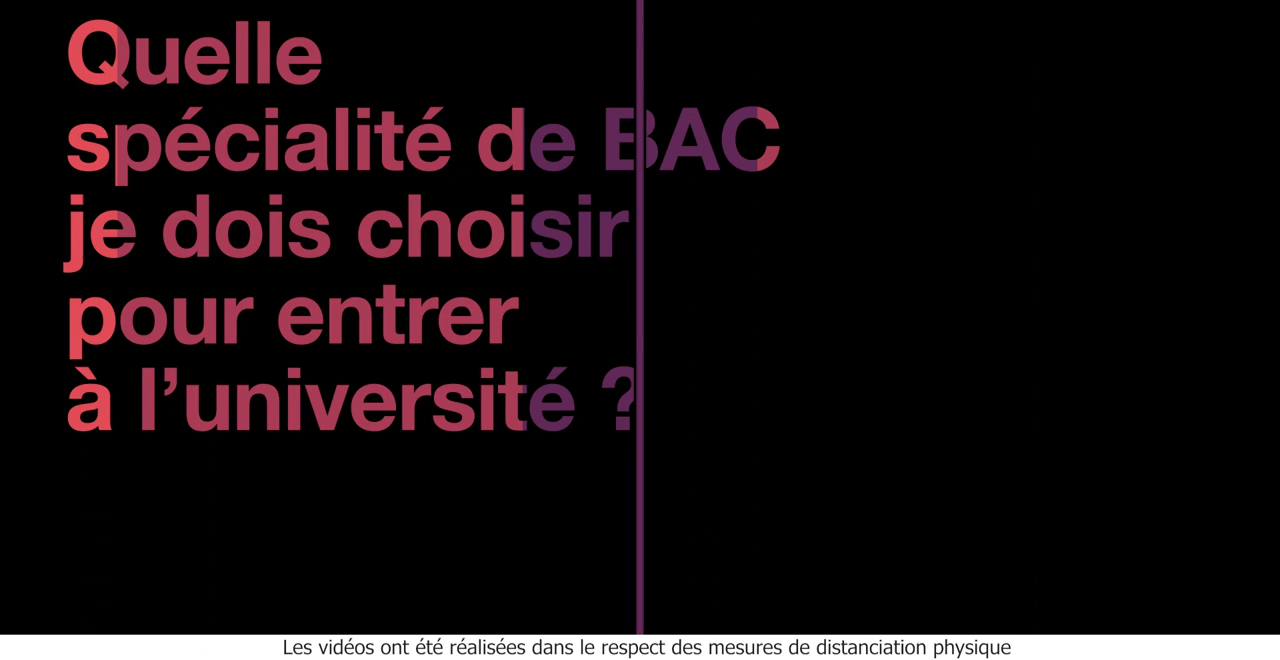 Quelle
spécialité de BAC
je dois choisir
pour entrer
à l’université ?
Les vidéos ont été réalisées dans le respect des mesures de distanciation physique